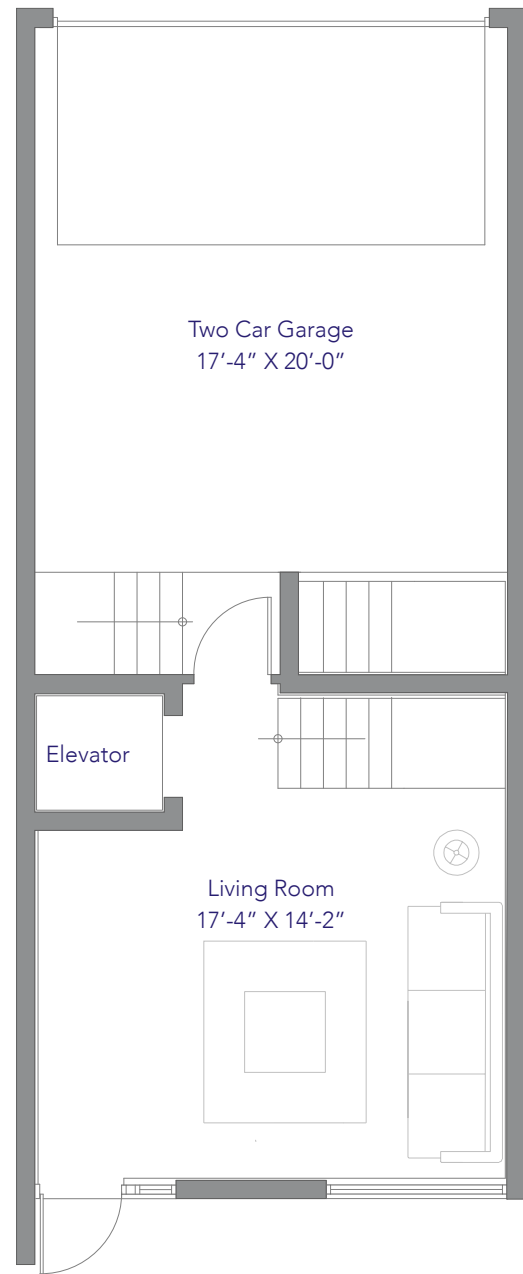 Two Car Garage
17’-4” X 20’-0”
Elevator
Living Room
17’-4” X 14’-2”